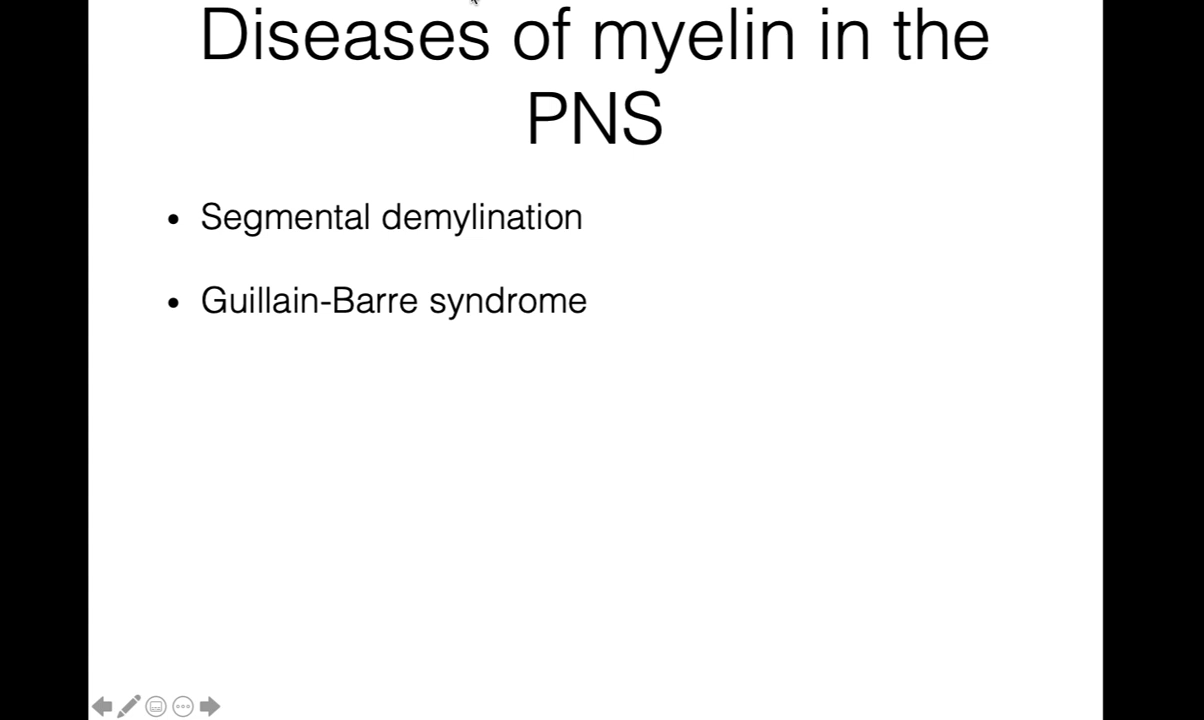 Diseases of myelin in the
PNS
• Segmental demylination
• Guillain-Barre syndrome